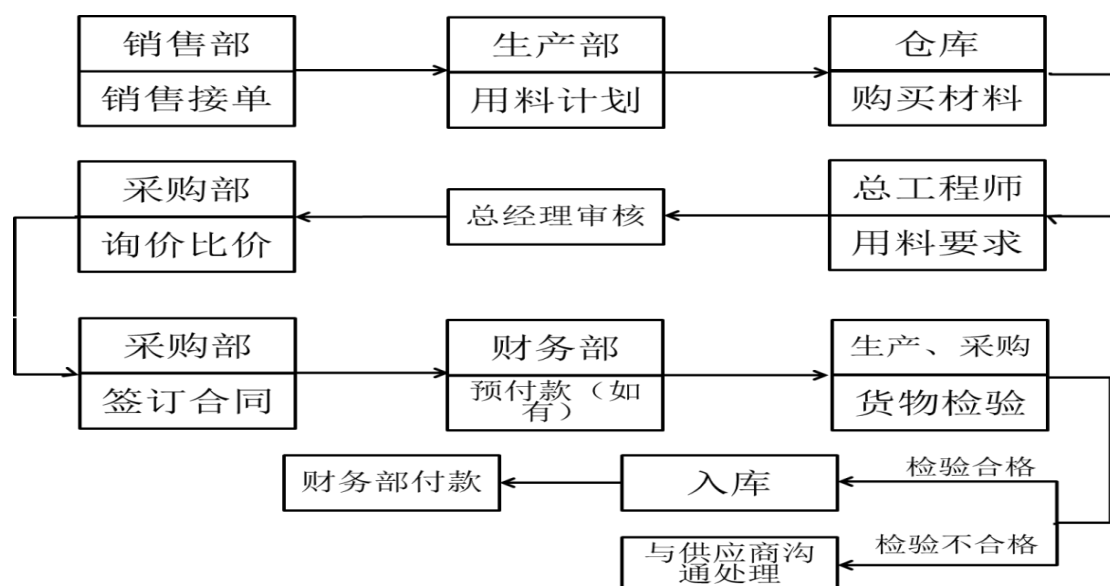 销售部
销售接单
生产部
用料计划
仓库
购买材料
总工程师
用料要求
总经理审核
采购部
询价比价
采购部
签订合同
财务部
预付款（如
有）
生产、采购
货物检验
检验合格
入库
财务部付款
检验不合格
与供应商沟
通处理